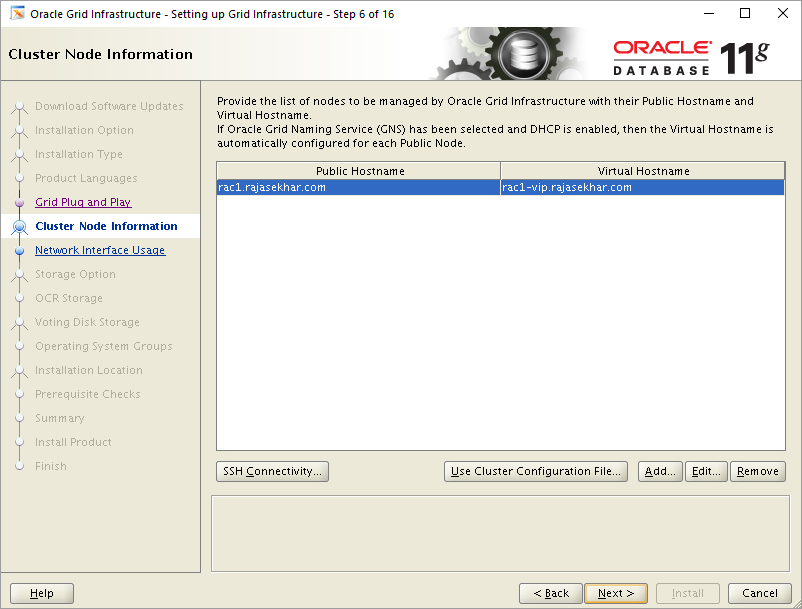 Oracle Grid Infrastructure - Setting up Grid Infrastructure - Step 6 of 16
Cluster Node Information
ORACLE
DATABASE
11g
Download Software Updates
Installation Option
Installation Type
Product Languages
Grid Plug and Play
Cluster Node Information
Network Interface Usage
Storage Option
OCR Storage
Voting Disk Storage
Operating System Groups
Installation Location
Prerequisite Checks
Summary
Install Product
Finish
Provide the list of nodes to be managed by Oracle Grid Infrastructure with their Public Hostname and
Virtual Hostname.
If Oracle Grid Naming Service (GNS) has been selected and DHCP is enabled, then the Virtual Hostname is
automatically configured for each Public Node.
Public Hostname Virtual Hostname
rac1.rajasekhar.com rac1-vip.rajasekhar.com
SSH Connectivity... Use Cluster Configuration File... Add... Edit... Remove
Help < Back Next > Install Cancel